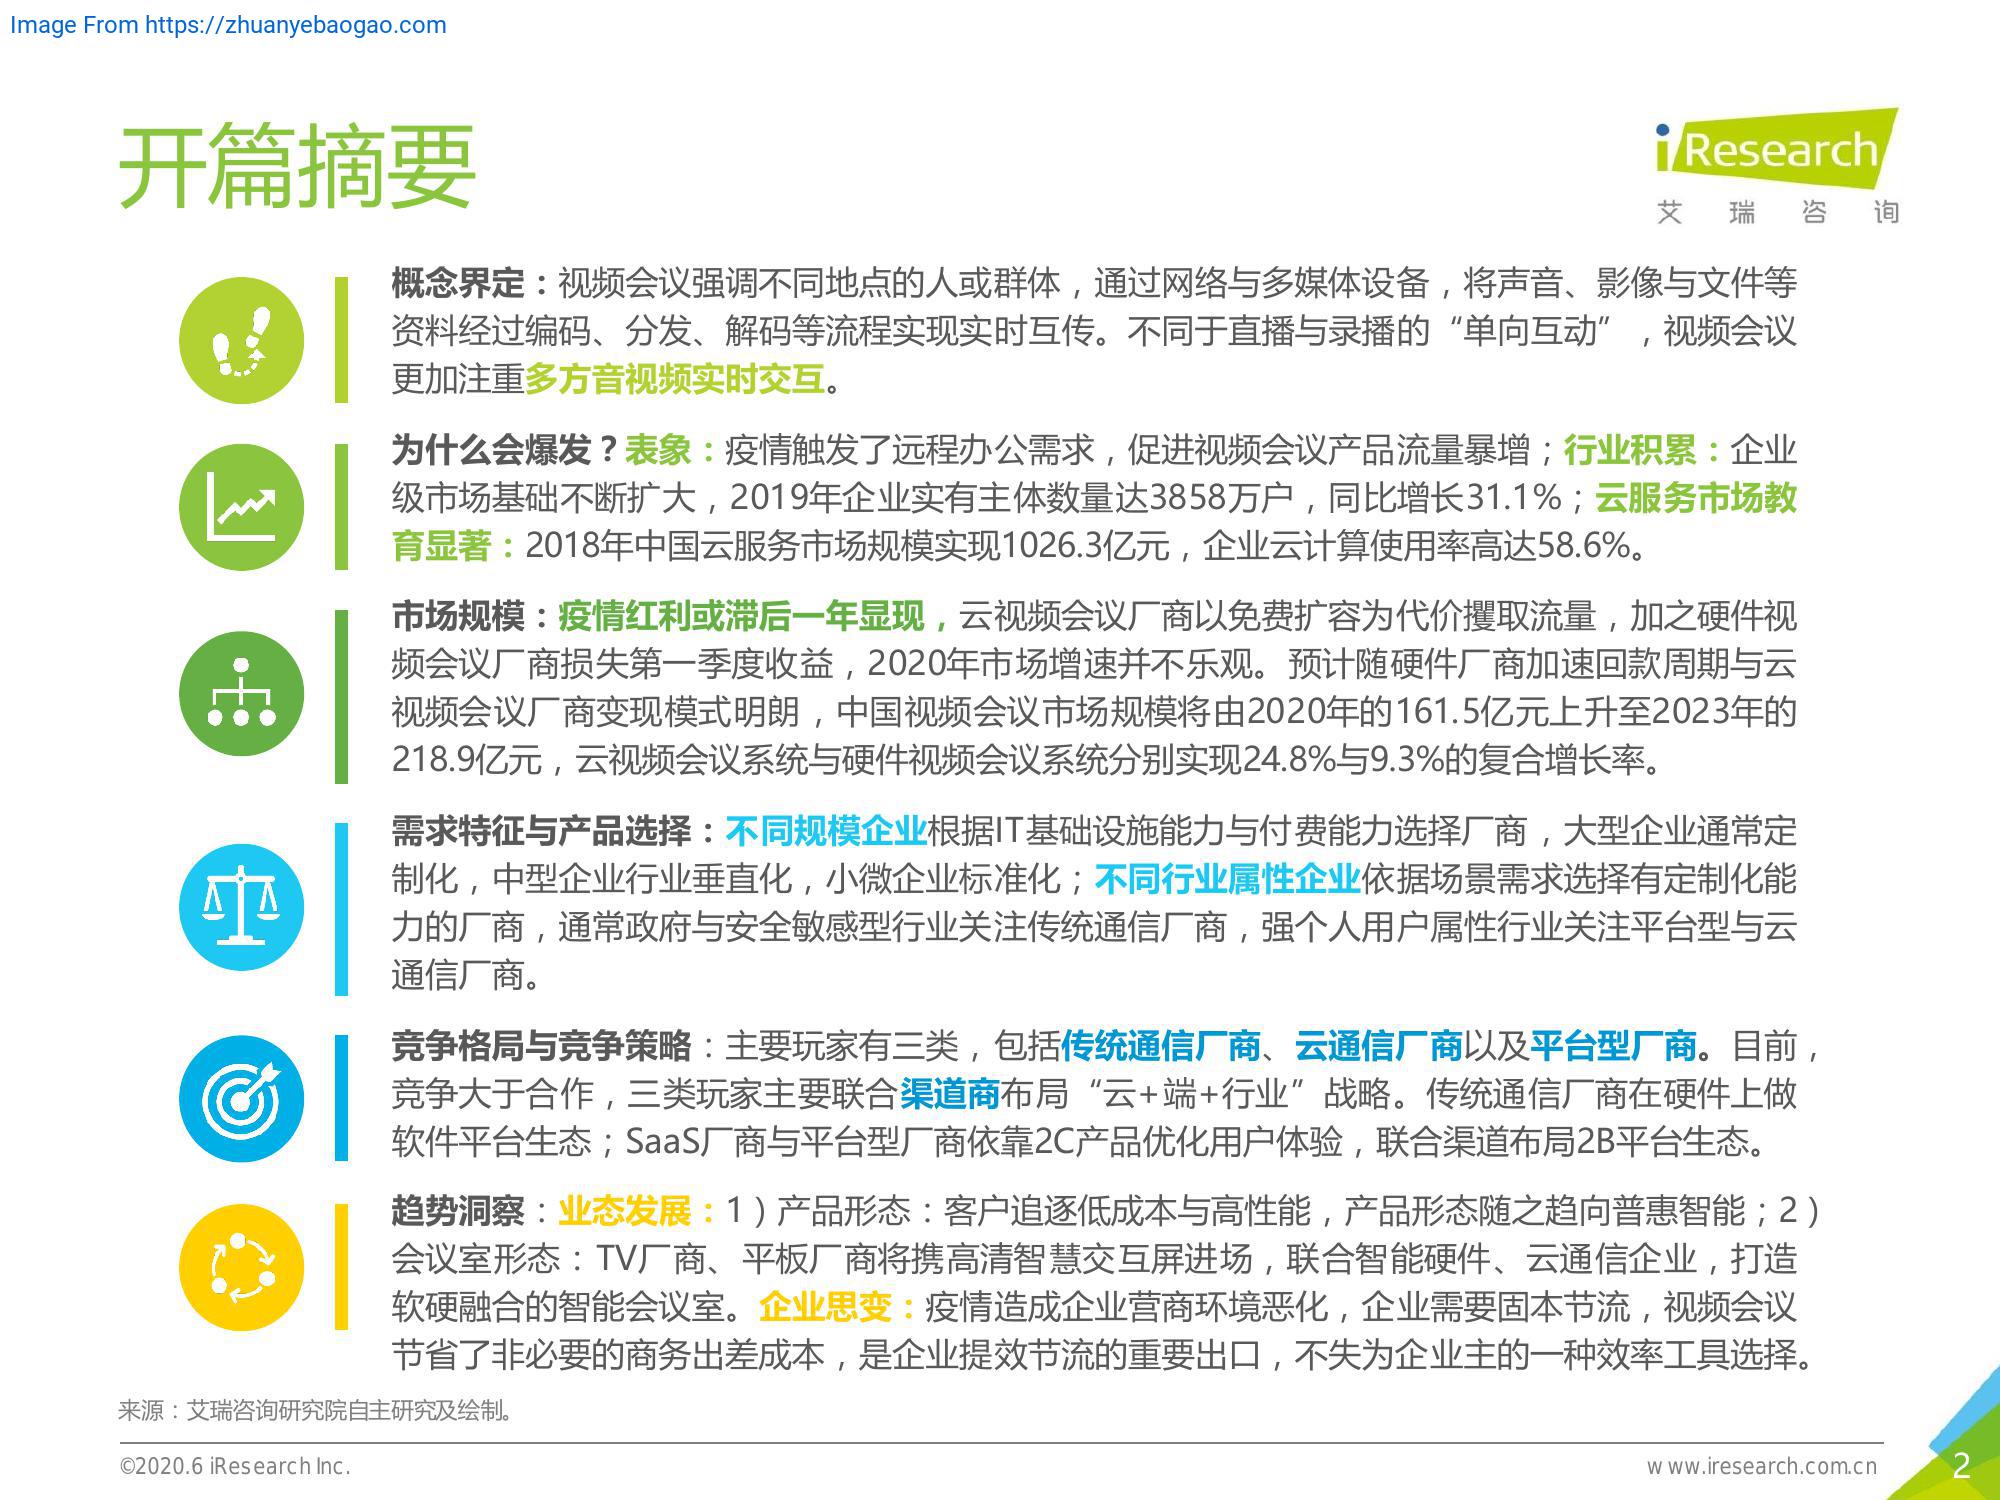 Image From https://zhuanyebaogao.com
开篇摘要
iResearch
艾瑞咨询
概念界定：视频会议强调不同地点的人或群体，通过网络与多媒体设备，将声音、影像与文件等
资料经过编码、分发、解码等流程实现实时互传。不同于直播与录播的“单向互动”，视频会议
更加注重多方音视频实时交互。
为什么会爆发？表象：疫情触发了远程办公需求，促进视频会议产品流量暴增；行业积累：企业
级市场基础不断扩大，2019年企业实有主体数量达3858万户，同比增长31.1%；云服务市场教
育显著：2018年中国云服务市场规模实现1026.3亿元，企业云计算使用率高达58.6%。
市场规模：疫情红利或滞后一年显现，云视频会议厂商以免费扩容为代价攫取流量，加之硬件视
频会议厂商损失第一季度收益，2020年市场增速并不乐观。预计随硬件厂商加速回款周期与云
视频会议厂商变现模式明朗，中国视频会议市场规模将由2020年的161.5亿元上升至2023年的
218.9亿元，云视频会议系统与硬件视频会议系统分别实现24.8%与9.3%的复合增长率。
需求特征与产品选择：不同规模企业根据IT基础设施能力与付费能力选择厂商，大型企业通常定
制化，中型企业行业垂直化，小微企业标准化；不同行业属性企业依据场景需求选择有定制化能
力的厂商，通常政府与安全敏感型行业关注传统通信厂商，强个人用户属性行业关注平台型与云
通信厂商。
竞争格局与竞争策略：主要玩家有三类，包括传统通信厂商、云通信厂商以及平台型厂商。目前，
竞争大于合作，三类玩家主要联合渠道商布局“云+端+行业”战略。传统通信厂商在硬件上做
软件平台生态；SaaS厂商与平台型厂商依靠2C产品优化用户体验，联合渠道布局2B平台生态。
趋势洞察：业态发展：1）产品形态：客户追逐低成本与高性能，产品形态随之趋向普惠智能；2）
会议室形态：TV厂商、平板厂商将携高清智慧交互屏进场，联合智能硬件、云通信企业，打造
软硬融合的智能会议室。企业思变：疫情造成企业营商环境恶化，企业需要固本节流，视频会议
节省了非必要的商务出差成本，是企业提效节流的重要出口，不失为企业主的一种效率工具选择。
来源：艾瑞咨询研究院自主研究及绘制。
©2020.6 iResearch Inc.
www.iresearch.com.cn
2